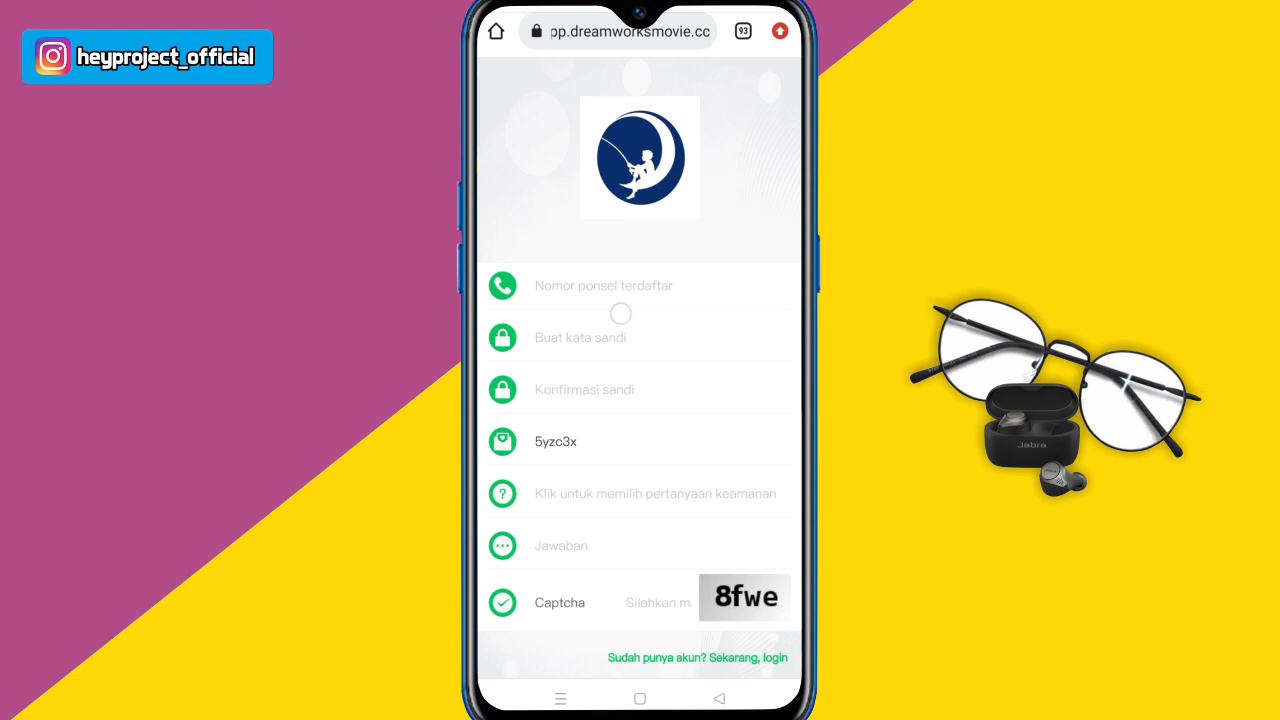 heyproject_official
pp.dreamworksmovie.cc
93
Nomor ponsel terdaftar
Buat kata sandi
Konfirmasi sandi
5yzc3x
Klik untuk memilih pertanyaan keamanan
Jawaban
Captcha
Silahkan ma
8fwe
Sudah punya akun? Sekarang, login
Jabra